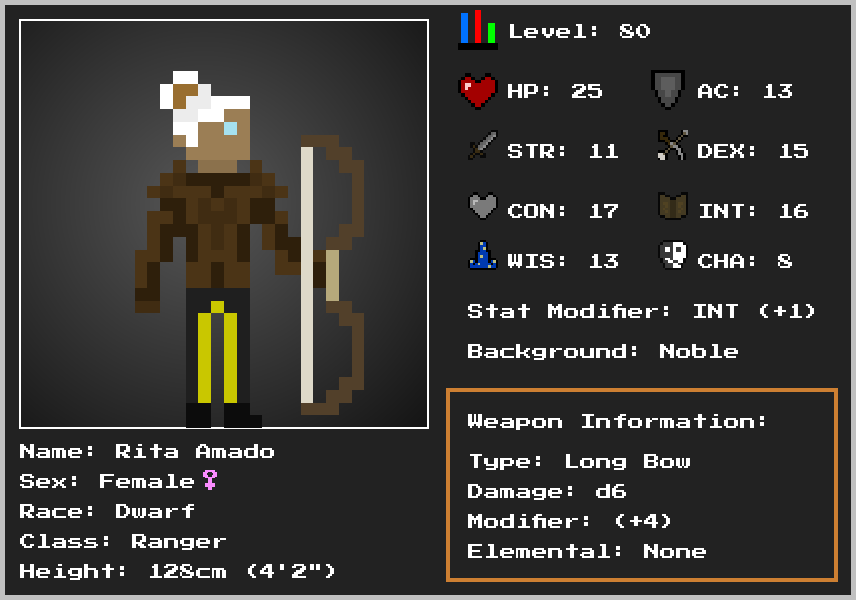 Level: 80
HP: 25
AC: 13
STR: 11
DEX: 15
CON: 17
INT: 16
WIS: 13
CHA: 8
Stat Modifier: INT (+1)
Background: Noble
Weapon Information:
Type: Long Bow
Damage: d6
Modifier: (+4)
Elemental: None
Name: Rita Amado
Sex: Female♀
Race: Dwarf
Class: Ranger
Height: 128cm (4'2")